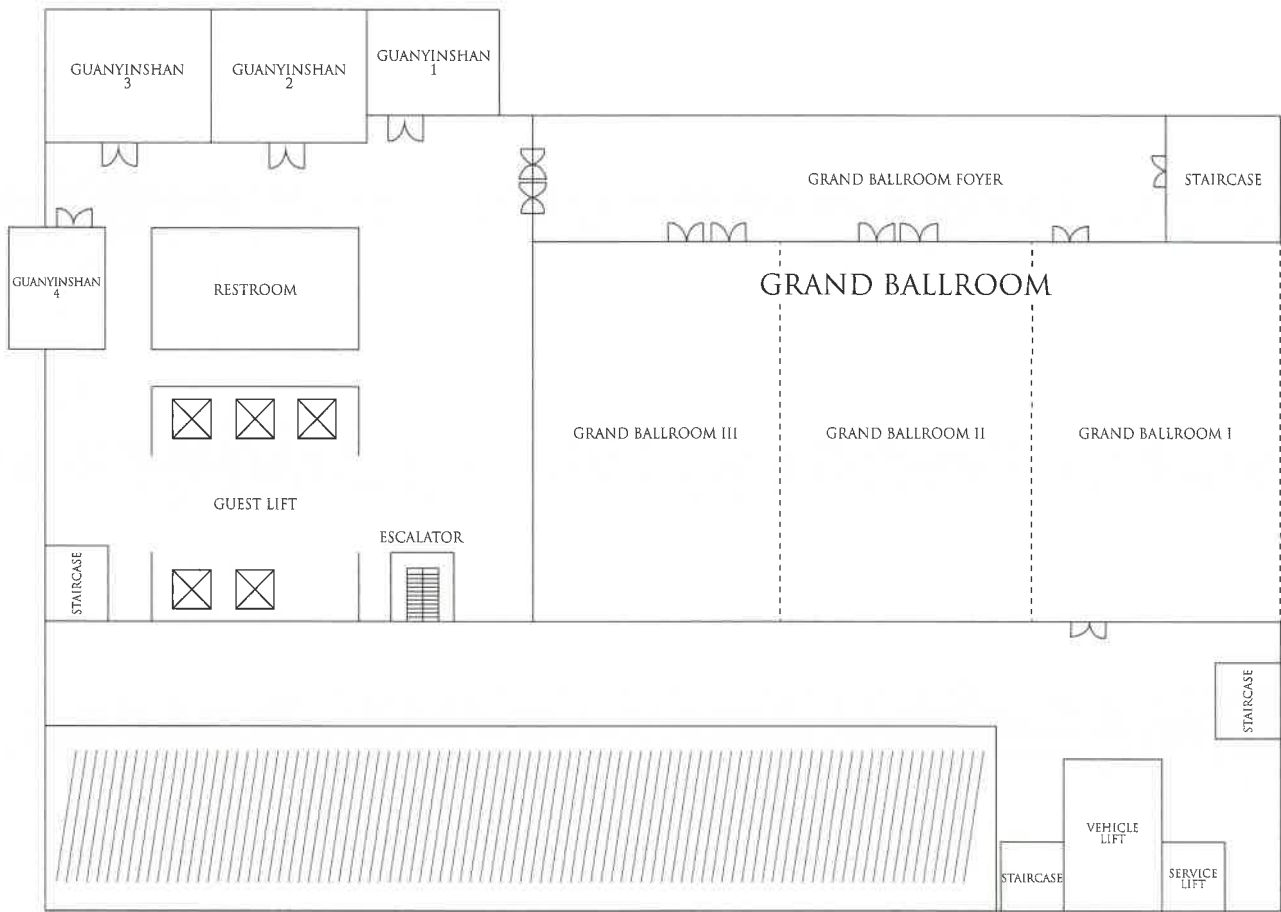 GUANYINSHAN
3
GUANYINSHAN
2
GUANYINSHAN
1
GRAND BALLROOM FOYER
STAIRCASE
GUANYINSHAN
4
RESTROOM
GRAND BALLROOM
GRAND BALLROOM III
GRAND BALLROOM II
GRAND BALLROOM I
GUEST LIFT
ESCALATOR
STAIRCASE
STAIRCASE
VEHICLE
LIFT
STAIRCASE
SERVICE
LIFT